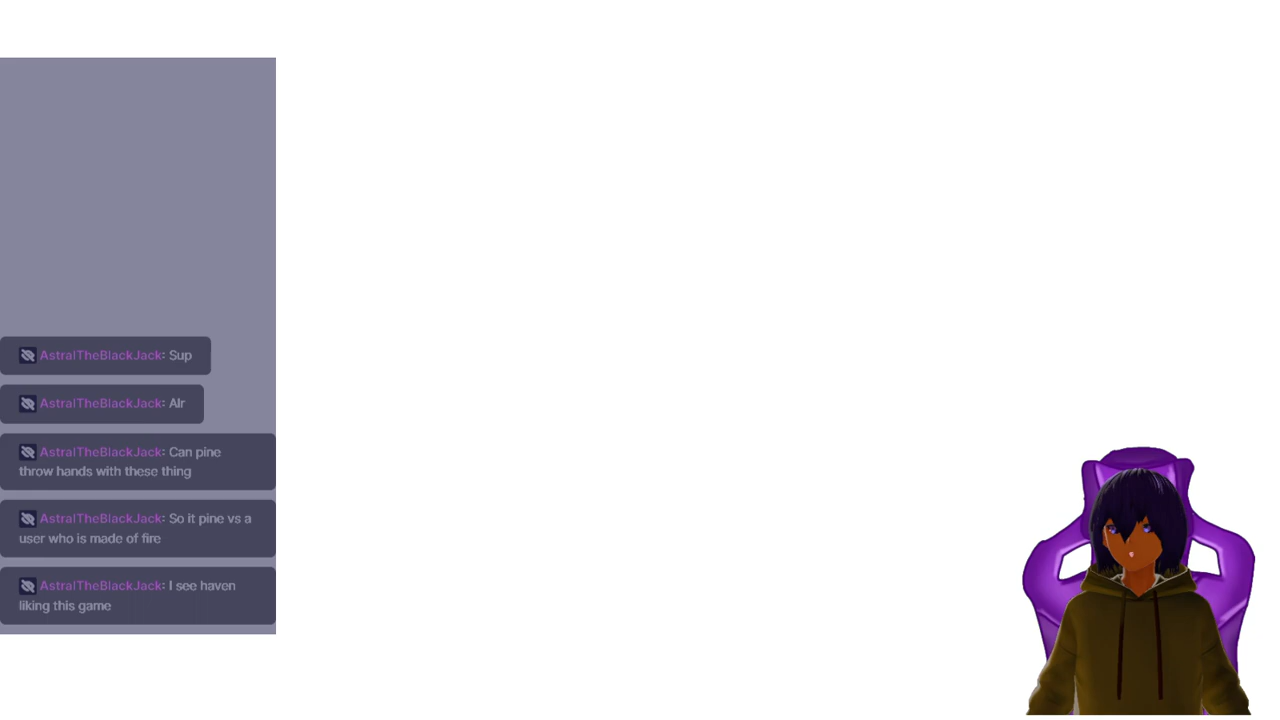 AstralTheBlackJack: Sup
AstralTheBlackJack: Alr
AstralTheBlackJack: Can pine
throw hands with these thing
AstralTheBlackJack: So it pine vs a
user who is made of fire
AstralTheBlackJack: I see haven
liking this game